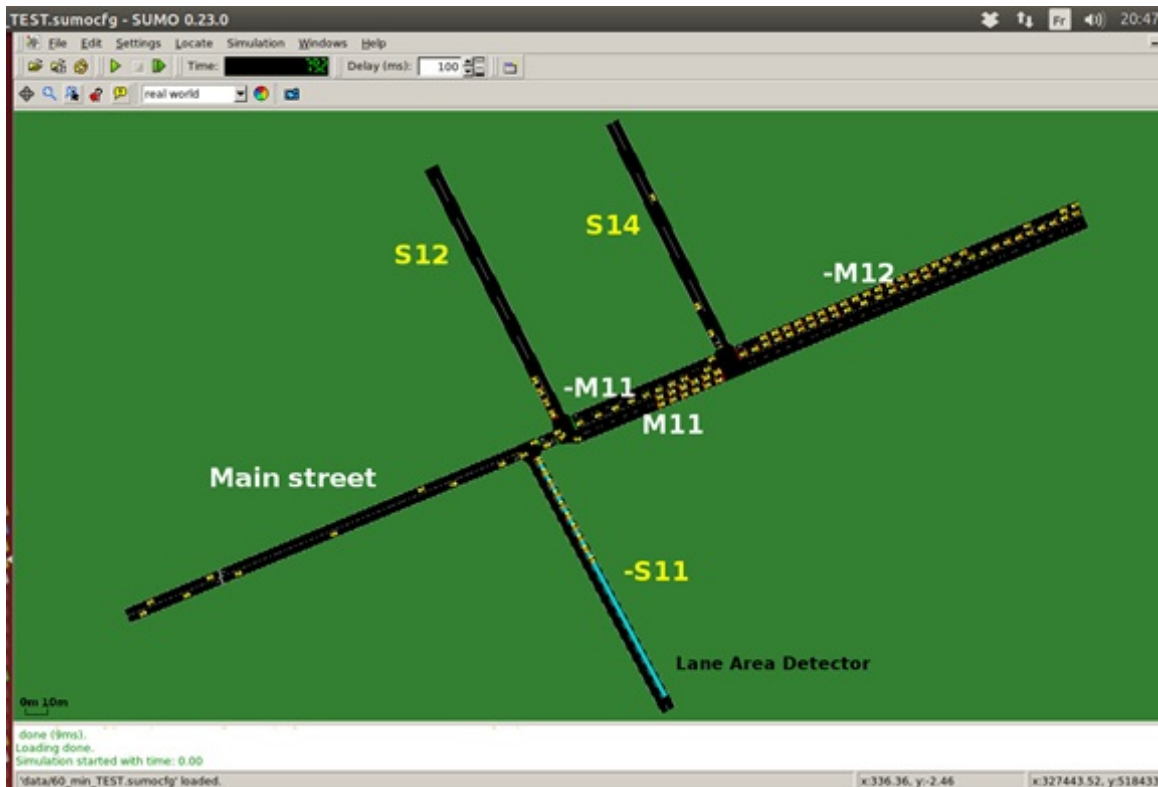 _TEST.sumocfg - SUMO 0.23.0
Fr
20:47
File Edit Settings Locate Simulation Windows Help
Time: Delay (ms): 100
real world
S12
S14
-M12
-M11
M11
Main street
-S11
Lane Area Detector
0m 10m
done (9ms).
Loading done.
Simulation started with time: 0.00
'data/60_min_TEST.sumocfg' loaded.
x:336.36, y:-2.46
x:327443.52, y:518433